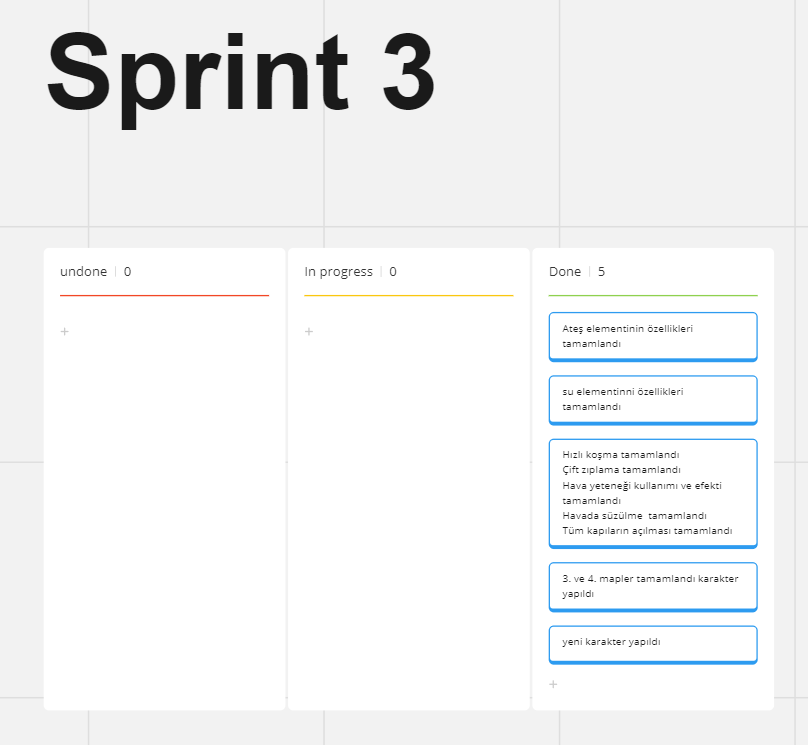 Sprint 3
undone | 0
In progress | 0
Done | 5
+
+
Ateş elementinin özellikleri
tamamlandı
su elementinni özellikleri
tamamlandı
Hızlı koşma tamamlandı
Çift zıplama tamamlandı
Hava yeteneği kullanımı ve efekti
tamamlandı
Havada süzülme  tamamlandı
Tüm kapıların açılması tamamlandı
3. ve 4. mapler tamamlandı karakter
yapıldı
yeni karakter yapıldı
+